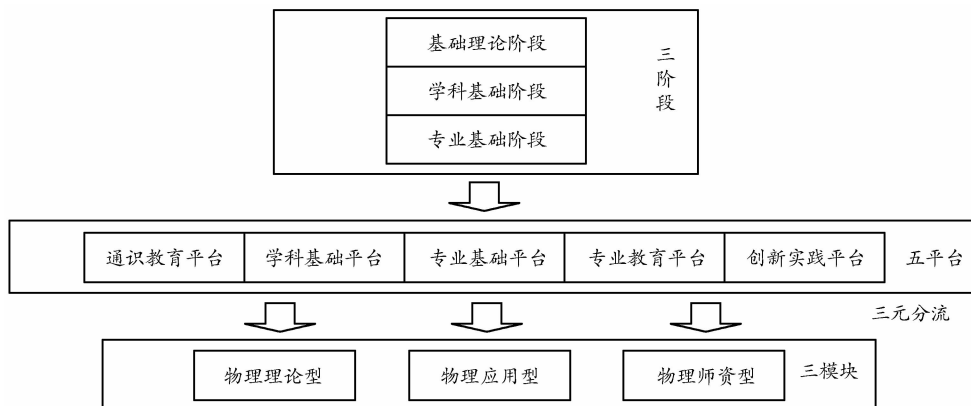 基础理论阶段
学科基础阶段
专业基础阶段
三阶段
通识教育平台
学科基础平台
专业基础平台
专业教育平台
创新实践平台
五平台
三元分流
物理理论型
物理应用型
物理师资型
三模块